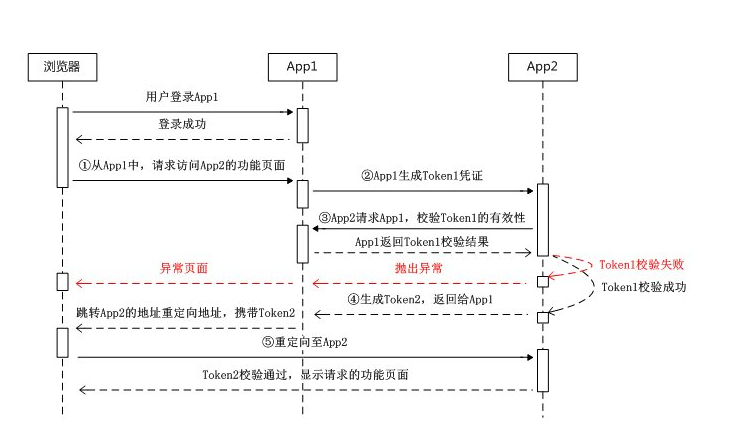 浏览器
App1
App2
用户登录App1
登录成功
①从App1中，请求访问App2的功能页面
②App1生成Token1凭证
③App2请求App1，校验Token1的有效性
App1返回Token1校验结果
异常页面
抛出异常
Token1校验失败
Token1校验成功
④生成Token2，返回给App1
跳转App2的地址重定向地址，携带Token2
⑤重定向至App2
Token2校验通过，显示请求的功能页面